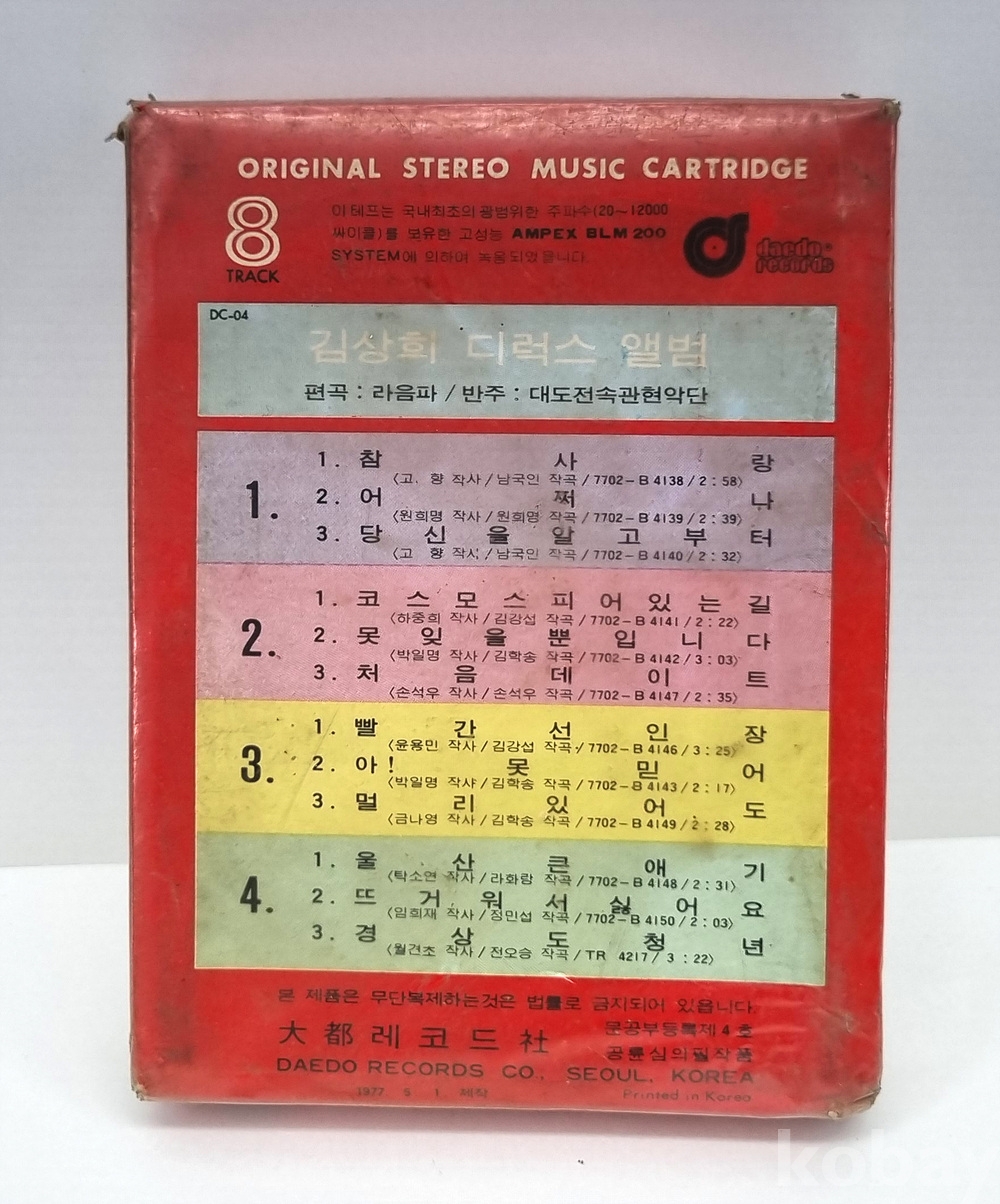 ORIGINAL STEREO MUSIC CARTRIDGE
8
TRACK
이 테프는 국내최초의 광범위한 주파수(20~12000
싸이클)를 보유한 고성능 AMPEX BLM 200
SYSTEM에 의하여 녹음되었읍니다.
daedo
records
DC-04
김상희 디럭스 앨범
편곡 : 라음파 / 반주 : 대도전속관현악단
1.
1. 참 사 랑
〈고 향 작사 / 남국인 작곡 / 7702-B 4138 / 2 : 58〉
2. 어 쩌 나
〈원희명 작사 / 원희명 작곡 / 7702-B 4139 / 2 : 39〉
3. 당 신 을 알 고 부 터
〈고 향 작사 / 남국인 작곡 / 7702-B 4140 / 2 : 32〉
2.
1. 코 스 모 스 피 어 있 는 길
〈하중희 작사 / 김강섭 작곡 / 7702-B 4141 / 2 : 22〉
2. 못 잊 을 뿐 입 니 다
〈박일명 작사 / 김학송 작곡 / 7702-B 4142 / 3 : 03〉
3. 처 음 데 이 트
〈손석우 작사 / 손석우 작곡 / 7702-B 4147 / 2 : 35〉
3.
1. 빨 간 선 인 장
〈윤용민 작사 / 김강섭 작곡 / 7702-B 4146 / 3 : 25〉
2. 아! 못 믿 어
〈박일명 작사 / 김학송 작곡 / 7702-B 4143 / 2 : 17〉
3. 멀 리 있 어 도
〈금나영 작사 / 김학송 작곡 / 7702-B 4149 / 2 : 28〉
4.
1. 울 산 큰 애 기
〈탁소연 작사 / 라화랑 작곡 / 7702-B 4148 / 2 : 31〉
2. 뜨 거 워 서 싫 어 요
〈임희재 작사 / 정민섭 작곡 / 7702-B 4150 / 2 : 03〉
3. 경 상 도 청 년
〈월견초 작사 / 전오승 작곡 / TR 4217 / 3 : 22〉
본 제품은 무단복제하는것은 법률로 금지되어 있읍니다.
大都레코드社
문공부등록제 4 호
공륜심의필작품
DAEDO RECORDS CO., SEOUL, KOREA
1977 5 1 제작
Printed in Korea
kobay